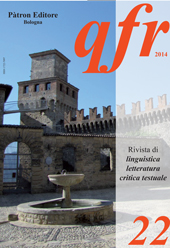 Pàtron Editore
Bologna
qfr
2014
Rivista di
linguistica
letteratura
critica testuale
22